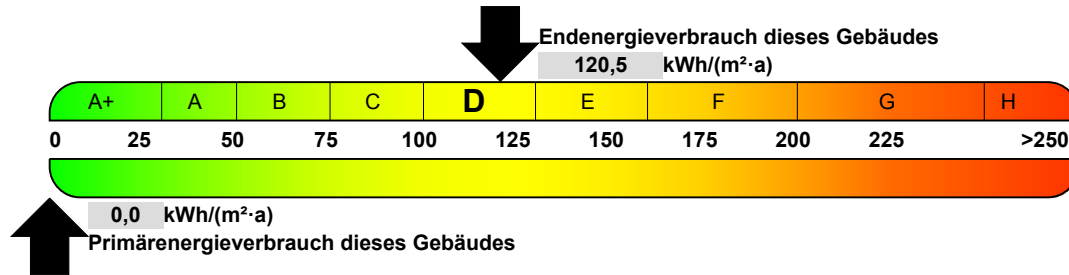 Endenergieverbrauch dieses Gebäudes
120,5 kWh/(m²·a)
A+ A B C D E F G H
0 25 50 75 100 125 150 175 200 225 >250
0,0 kWh/(m²·a)
Primärenergieverbrauch dieses Gebäudes